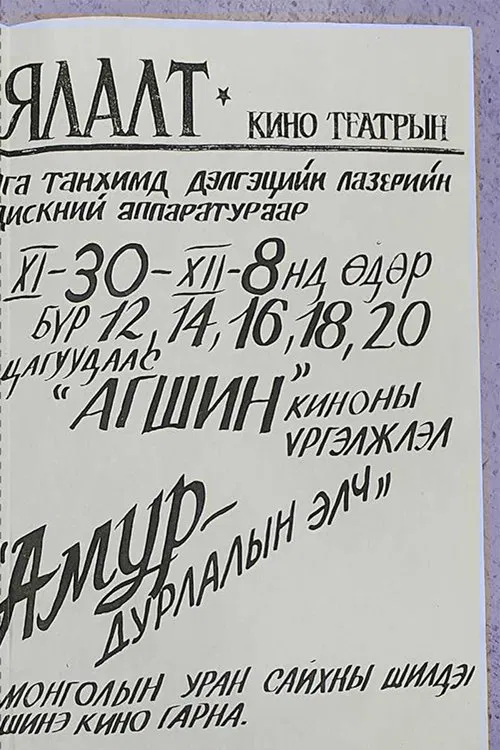 ЯЛАЛТ ★ КИНО ТЕАТРЫН
га танхимд дэлгэцийн лазерийн
дискний аппаратураар
XI-30-XII-8нд өдөр
бүр 12, 14, 16, 18, 20
цагуудаас
"АГШИН" киноны
үргэлжлэл
"Амур-
дурлалын элч"
монголын уран сайхны шилдэг
шинэ кино гарна.